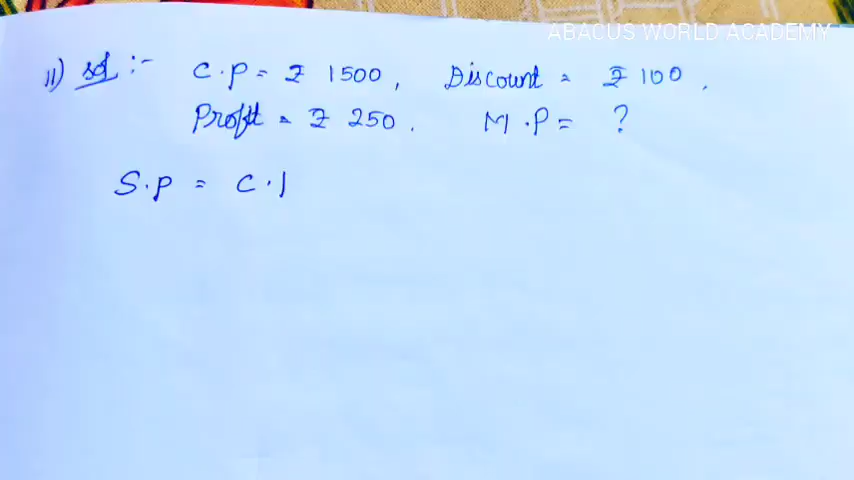 ABACUS WORLD ACADEMY
11) sol :- C.P = ₹ 1500, Discount = ₹ 100.
Profit = ₹ 250. M.P = ?
S.P = C.I